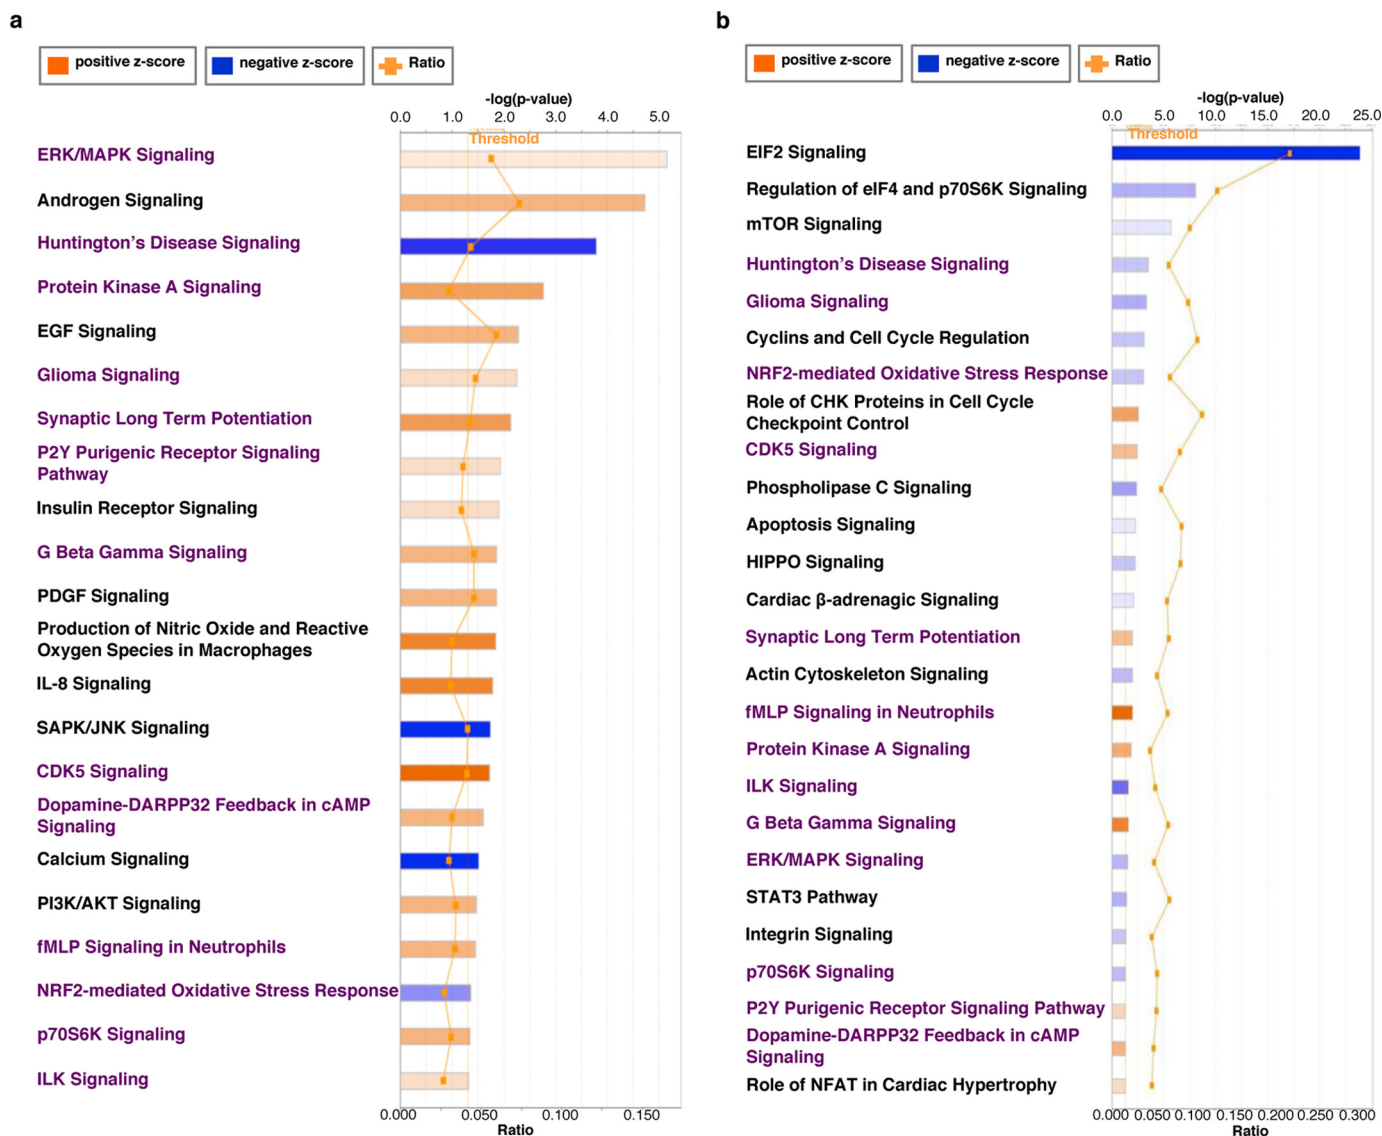 a
positive z-score
negative z-score
Ratio
-log(p-value)
0.0 1.0 2.0 3.0 4.0 5.0
Threshold
ERK/MAPK Signaling
Androgen Signaling
Huntington's Disease Signaling
Protein Kinase A Signaling
EGF Signaling
Glioma Signaling
Synaptic Long Term Potentiation
P2Y Purigenic Receptor Signaling
Pathway
Insulin Receptor Signaling
G Beta Gamma Signaling
PDGF Signaling
Production of Nitric Oxide and Reactive
Oxygen Species in Macrophages
IL-8 Signaling
SAPK/JNK Signaling
CDK5 Signaling
Dopamine-DARPP32 Feedback in cAMP
Signaling
Calcium Signaling
PI3K/AKT Signaling
fMLP Signaling in Neutrophils
NRF2-mediated Oxidative Stress Response
p70S6K Signaling
ILK Signaling
0.000 0.050 0.100 0.150
Ratio
b
positive z-score
negative z-score
Ratio
-log(p-value)
0.0 5.0 10.0 15.0 20.0 25.0
Threshold
EIF2 Signaling
Regulation of eIF4 and p70S6K Signaling
mTOR Signaling
Huntington's Disease Signaling
Glioma Signaling
Cyclins and Cell Cycle Regulation
NRF2-mediated Oxidative Stress Response
Role of CHK Proteins in Cell Cycle
Checkpoint Control
CDK5 Signaling
Phospholipase C Signaling
Apoptosis Signaling
HIPPO Signaling
Cardiac β-adrenagic Signaling
Synaptic Long Term Potentiation
Actin Cytoskeleton Signaling
fMLP Signaling in Neutrophils
Protein Kinase A Signaling
ILK Signaling
G Beta Gamma Signaling
ERK/MAPK Signaling
STAT3 Pathway
Integrin Signaling
p70S6K Signaling
P2Y Purigenic Receptor Signaling Pathway
Dopamine-DARPP32 Feedback in cAMP
Signaling
Role of NFAT in Cardiac Hypertrophy
0.000 0.050 0.100 0.150 0.200 0.250 0.300
Ratio